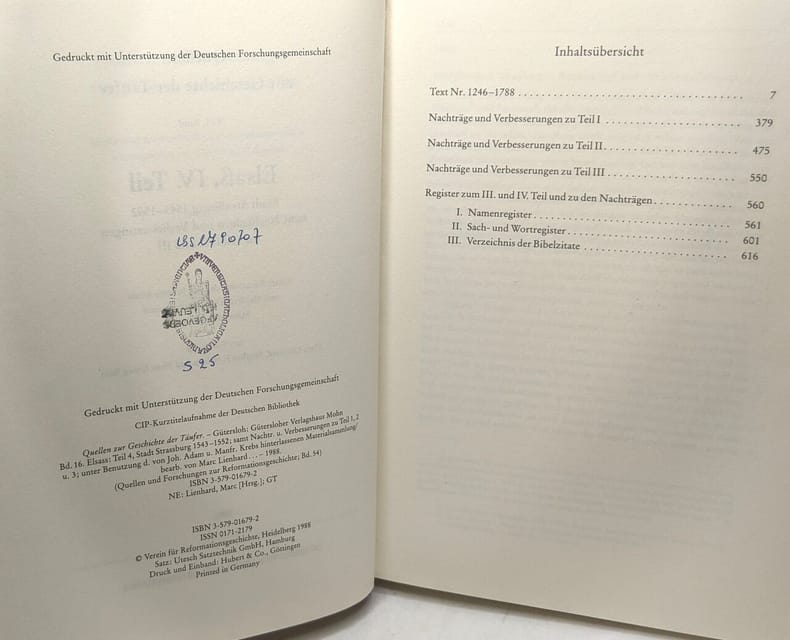 Gedruckt mit Unterstützung der Deutschen Forschungsgemeinschaft
Elsaß, IV. Teil
S 25
Gedruckt mit Unterstützung der Deutschen Forschungsgemeinschaft
CIP-Kurztitelaufnahme der Deutschen Bibliothek
Quellen zur Geschichte der Täufer. – Gütersloh: Gütersloher Verlagshaus Mohn
Bd. 16. Elsass: Teil 4, Stadt Strassburg 1543–1552; samt Nachtr. u. Verbesserungen zu Teil 1, 2
u. 3; unter Benutzung d. von Joh. Adam u. Manfr. Krebs hinterlassenen Materialsammlung/
bearb. von Marc Lienhard . . . – 1988.
(Quellen und Forschungen zur Reformationsgeschichte; Bd. 54)
ISBN 3-579-01679-2
NE: Lienhard, Marc [Hrsg.]; GT
ISBN 3-579-01679-2
ISSN 0171-2179
© Verein für Reformationsgeschichte, Heidelberg 1988
Satz: Utesch Satztechnik GmbH, Hamburg
Druck und Einband: Hubert & Co., Göttingen
Printed in Germany
Inhaltsübersicht
Text Nr. 1246–1788 . . . . . . . . . . . . . . . . . . . . . . . . . . . . . . . . . . . . 7
Nachträge und Verbesserungen zu Teil I . . . . . . . . . . . . . . . . . . . . . . 379
Nachträge und Verbesserungen zu Teil II. . . . . . . . . . . . . . . . . . . . . . 475
Nachträge und Verbesserungen zu Teil III . . . . . . . . . . . . . . . . . . . . . 550
Register zum III. und IV. Teil und zu den Nachträgen. . . . . . . . . . . . . . 560
I. Namenregister. . . . . . . . . . . . . . . . . . . . . . . . . . . . . . . . 561
II. Sach- und Wortregister. . . . . . . . . . . . . . . . . . . . . . . . . . 601
III. Verzeichnis der Bibelzitate . . . . . . . . . . . . . . . . . . . . . . . 616